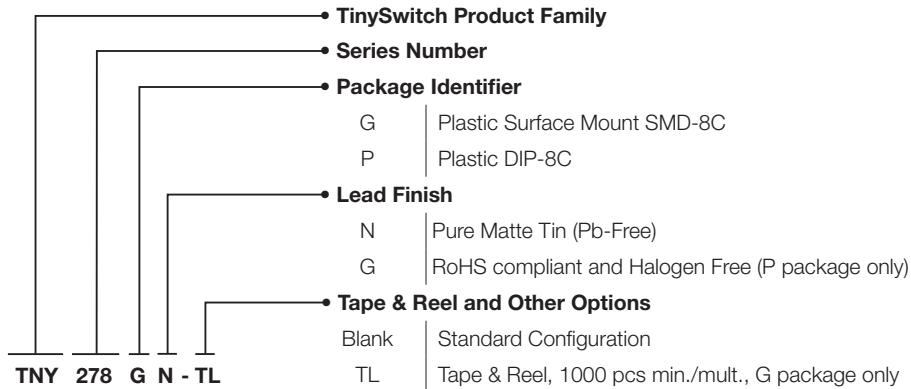 TinySwitch Product Family
Series Number
Package Identifier
G Plastic Surface Mount SMD-8C
P Plastic DIP-8C
Lead Finish
N Pure Matte Tin (Pb-Free)
G RoHS compliant and Halogen Free (P package only)
Tape & Reel and Other Options
Blank Standard Configuration
TNY 278 G N - TL TL Tape & Reel, 1000 pcs min./mult., G package only